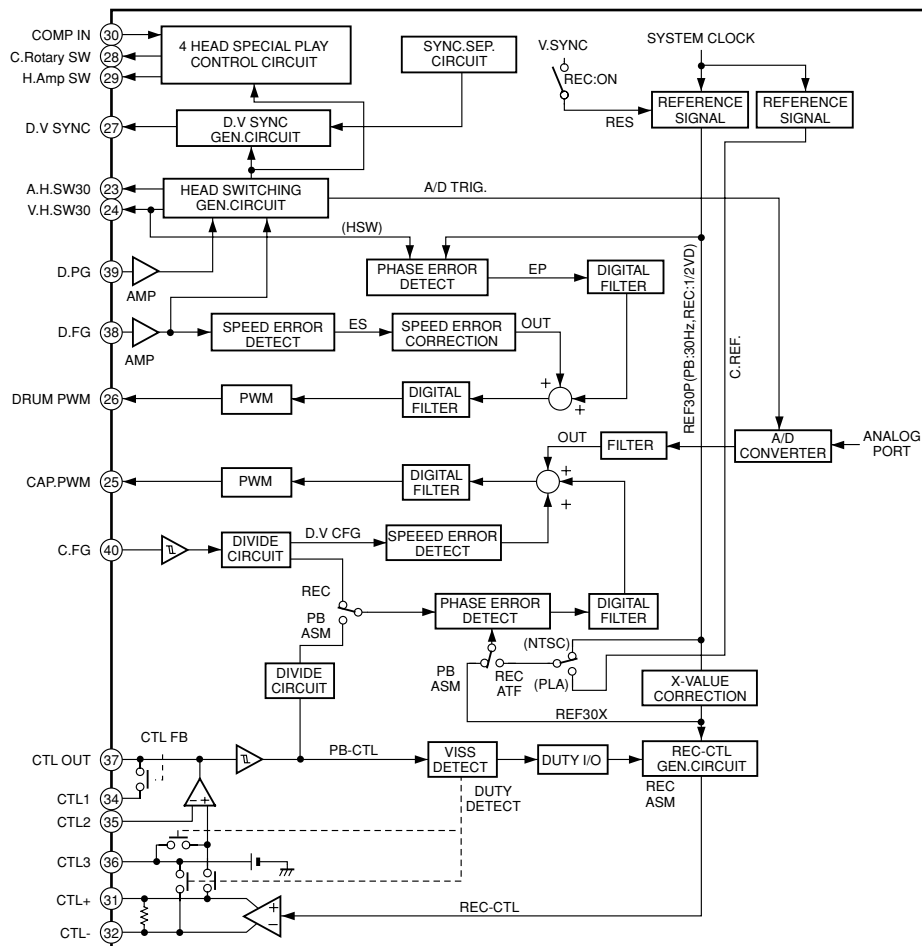 COMP IN 30
C.Rotary SW 28
H.Amp SW 29
4 HEAD SPECIAL PLAY
CONTROL CIRCUIT
SYNC.SEP.
CIRCUIT
V.SYNC
REC:ON
RES
SYSTEM CLOCK
REFERENCE
SIGNAL
REFERENCE
SIGNAL
D.V SYNC 27
D.V SYNC
GEN.CIRCUIT
A.H.SW30 23
V.H.SW30 24
HEAD SWITCHING
GEN.CIRCUIT
A/D TRIG.
(HSW)
D.PG 39
AMP
PHASE ERROR
DETECT
EP
DIGITAL
FILTER
D.FG 38
AMP
SPEED ERROR
DETECT
ES
SPEED ERROR
CORRECTION
OUT
+
+
REF30P(PB:30Hz,REC:1/2VD)
C.REF.
DRUM PWM 26
PWM
DIGITAL
FILTER
OUT
FILTER
A/D
CONVERTER
ANALOG
PORT
CAP.PWM 25
PWM
DIGITAL
FILTER
+
+
C.FG 40
DIVIDE
CIRCUIT
D.V CFG
SPEEED ERROR
DETECT
REC
PB
ASM
PHASE ERROR
DETECT
DIGITAL
FILTER
DIVIDE
CIRCUIT
PB
ASM
REC
ATF
(NTSC)
(PLA)
X-VALUE
CORRECTION
REF30X
CTL OUT 37
CTL FB
PB-CTL
VISS
DETECT
DUTY I/O
REC-CTL
GEN.CIRCUIT
DUTY
DETECT
REC
ASM
CTL1 34
CTL2 35
- +
CTL3 36
CTL+ 31
CTL- 32
+
-
REC-CTL